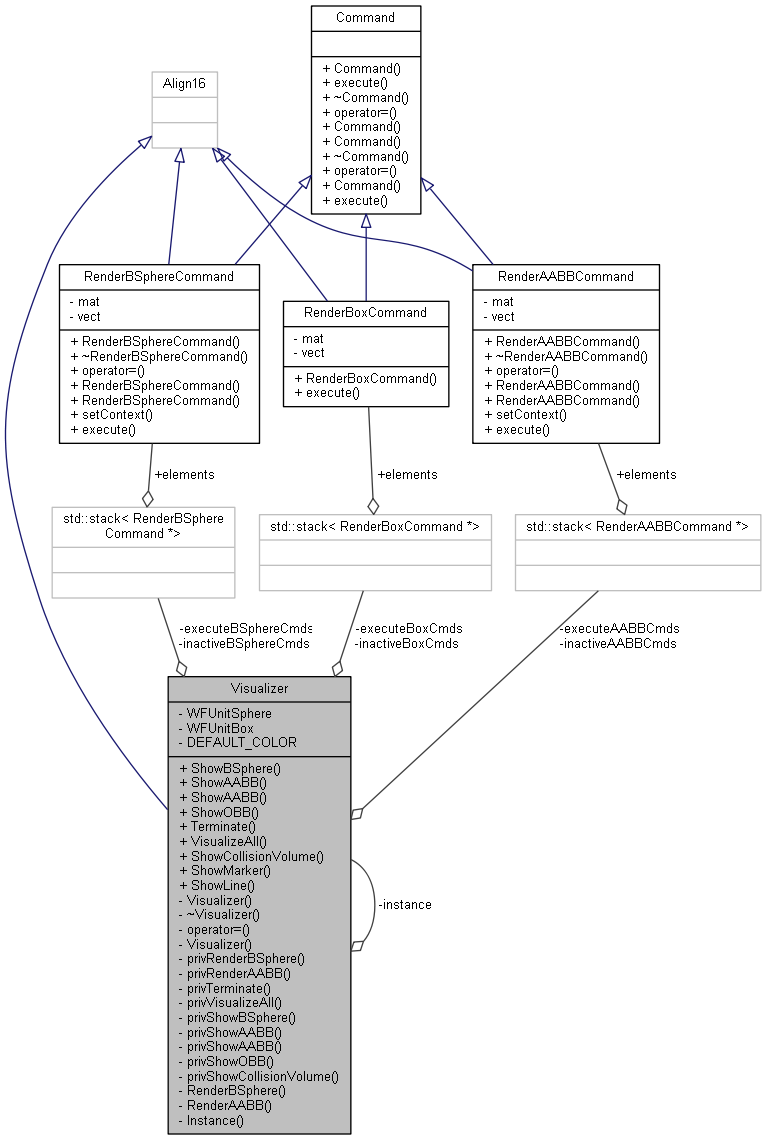 Command
+ Command()
+ execute()
+ ~Command()
+ operator=()
+ Command()
+ Command()
+ ~Command()
+ operator=()
+ Command()
+ execute()
Align16
RenderBSphereCommand
- mat
- vect
+ RenderBSphereCommand()
+ ~RenderBSphereCommand()
+ operator=()
+ RenderBSphereCommand()
+ RenderBSphereCommand()
+ setContext()
+ execute()
RenderBoxCommand
- mat
- vect
+ RenderBoxCommand()
+ execute()
RenderAABBCommand
- mat
- vect
+ RenderAABBCommand()
+ ~RenderAABBCommand()
+ operator=()
+ RenderAABBCommand()
+ RenderAABBCommand()
+ setContext()
+ execute()
+elements
+elements
+elements
std::stack< RenderBSphere
Command *>
std::stack< RenderBoxCommand *>
std::stack< RenderAABBCommand *>
-executeBSphereCmds
-inactiveBSphereCmds
-executeBoxCmds
-inactiveBoxCmds
-executeAABBCmds
-inactiveAABBCmds
Visualizer
- WFUnitSphere
- WFUnitBox
- DEFAULT_COLOR
+ ShowBSphere()
+ ShowAABB()
+ ShowAABB()
+ ShowOBB()
+ Terminate()
+ VisualizeAll()
+ ShowCollisionVolume()
+ ShowMarker()
+ ShowLine()
- Visualizer()
- ~Visualizer()
- operator=()
- Visualizer()
- privRenderBSphere()
- privRenderAABB()
- privTerminate()
- privVisualizeAll()
- privShowBSphere()
- privShowAABB()
- privShowAABB()
- privShowOBB()
- privShowCollisionVolume()
- RenderBSphere()
- RenderAABB()
- Instance()
-instance